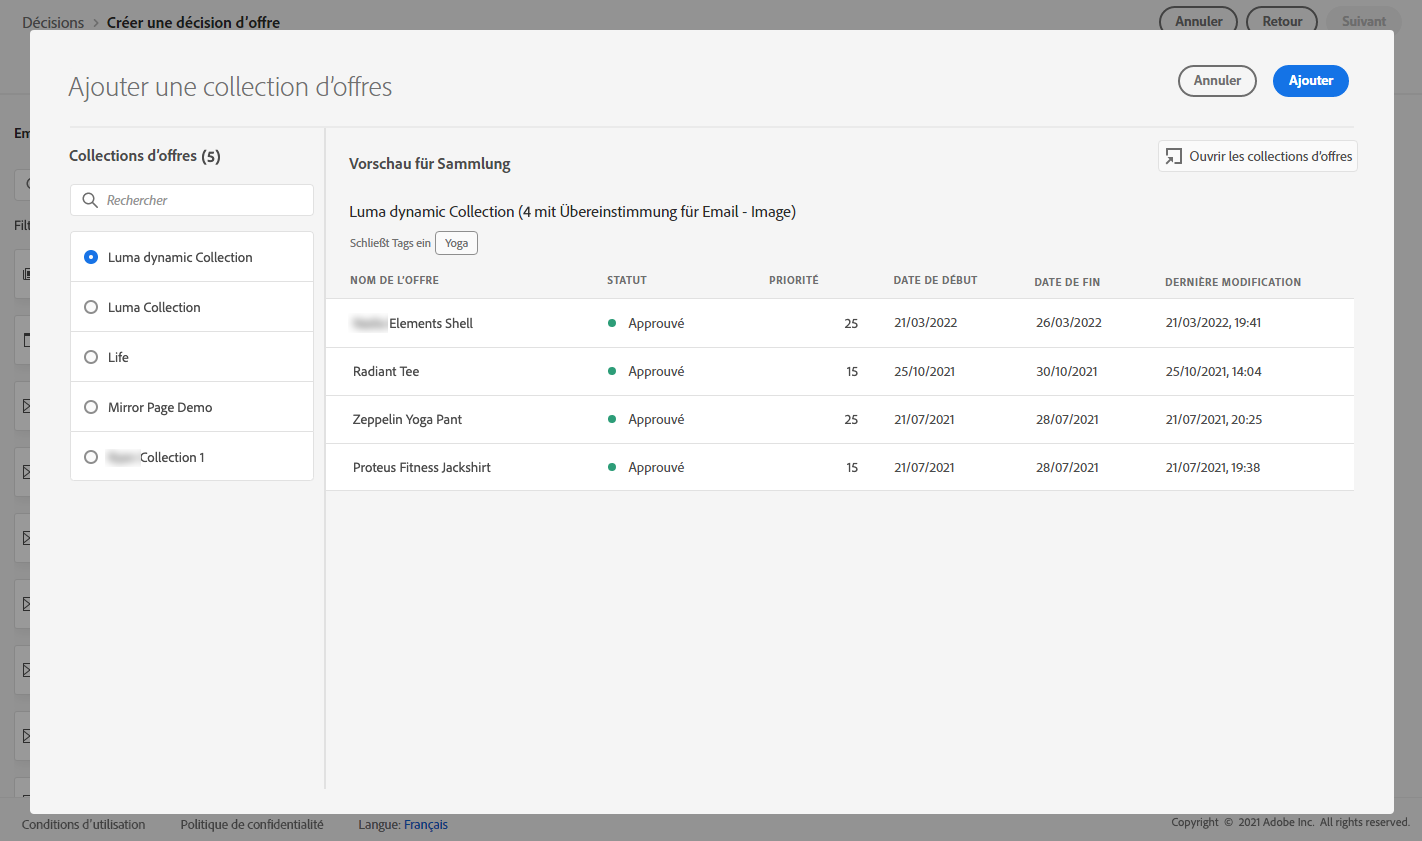 Décisions > Créer une décision d'offre
Annuler Retour Suivant
Ajouter une collection d'offres
Annuler Ajouter
Em
Collections d'offres (5)
Vorschau für Sammlung
Ouvrir les collections d'offres
Rechercher
Luma dynamic Collection (4 mit Übereinstimmung für Email - Image)
Filt
Schließt Tags ein Yoga
Luma dynamic Collection
Luma Collection
Life
Mirror Page Demo
Collection 1
NOM DE L'OFFRE STATUT PRIORITÉ DATE DE DÉBUT DATE DE FIN DERNIÈRE MODIFICATION
Elements Shell Approuvé 25 21/03/2022 26/03/2022 21/03/2022, 19:41
Radiant Tee Approuvé 15 25/10/2021 30/10/2021 25/10/2021, 14:04
Zeppelin Yoga Pant Approuvé 25 21/07/2021 28/07/2021 21/07/2021, 20:25
Proteus Fitness Jackshirt Approuvé 15 21/07/2021 28/07/2021 21/07/2021, 19:38
Conditions d'utilisation Politique de confidentialité Langue: Français
Copyright © 2021 Adobe Inc. All rights reserved.